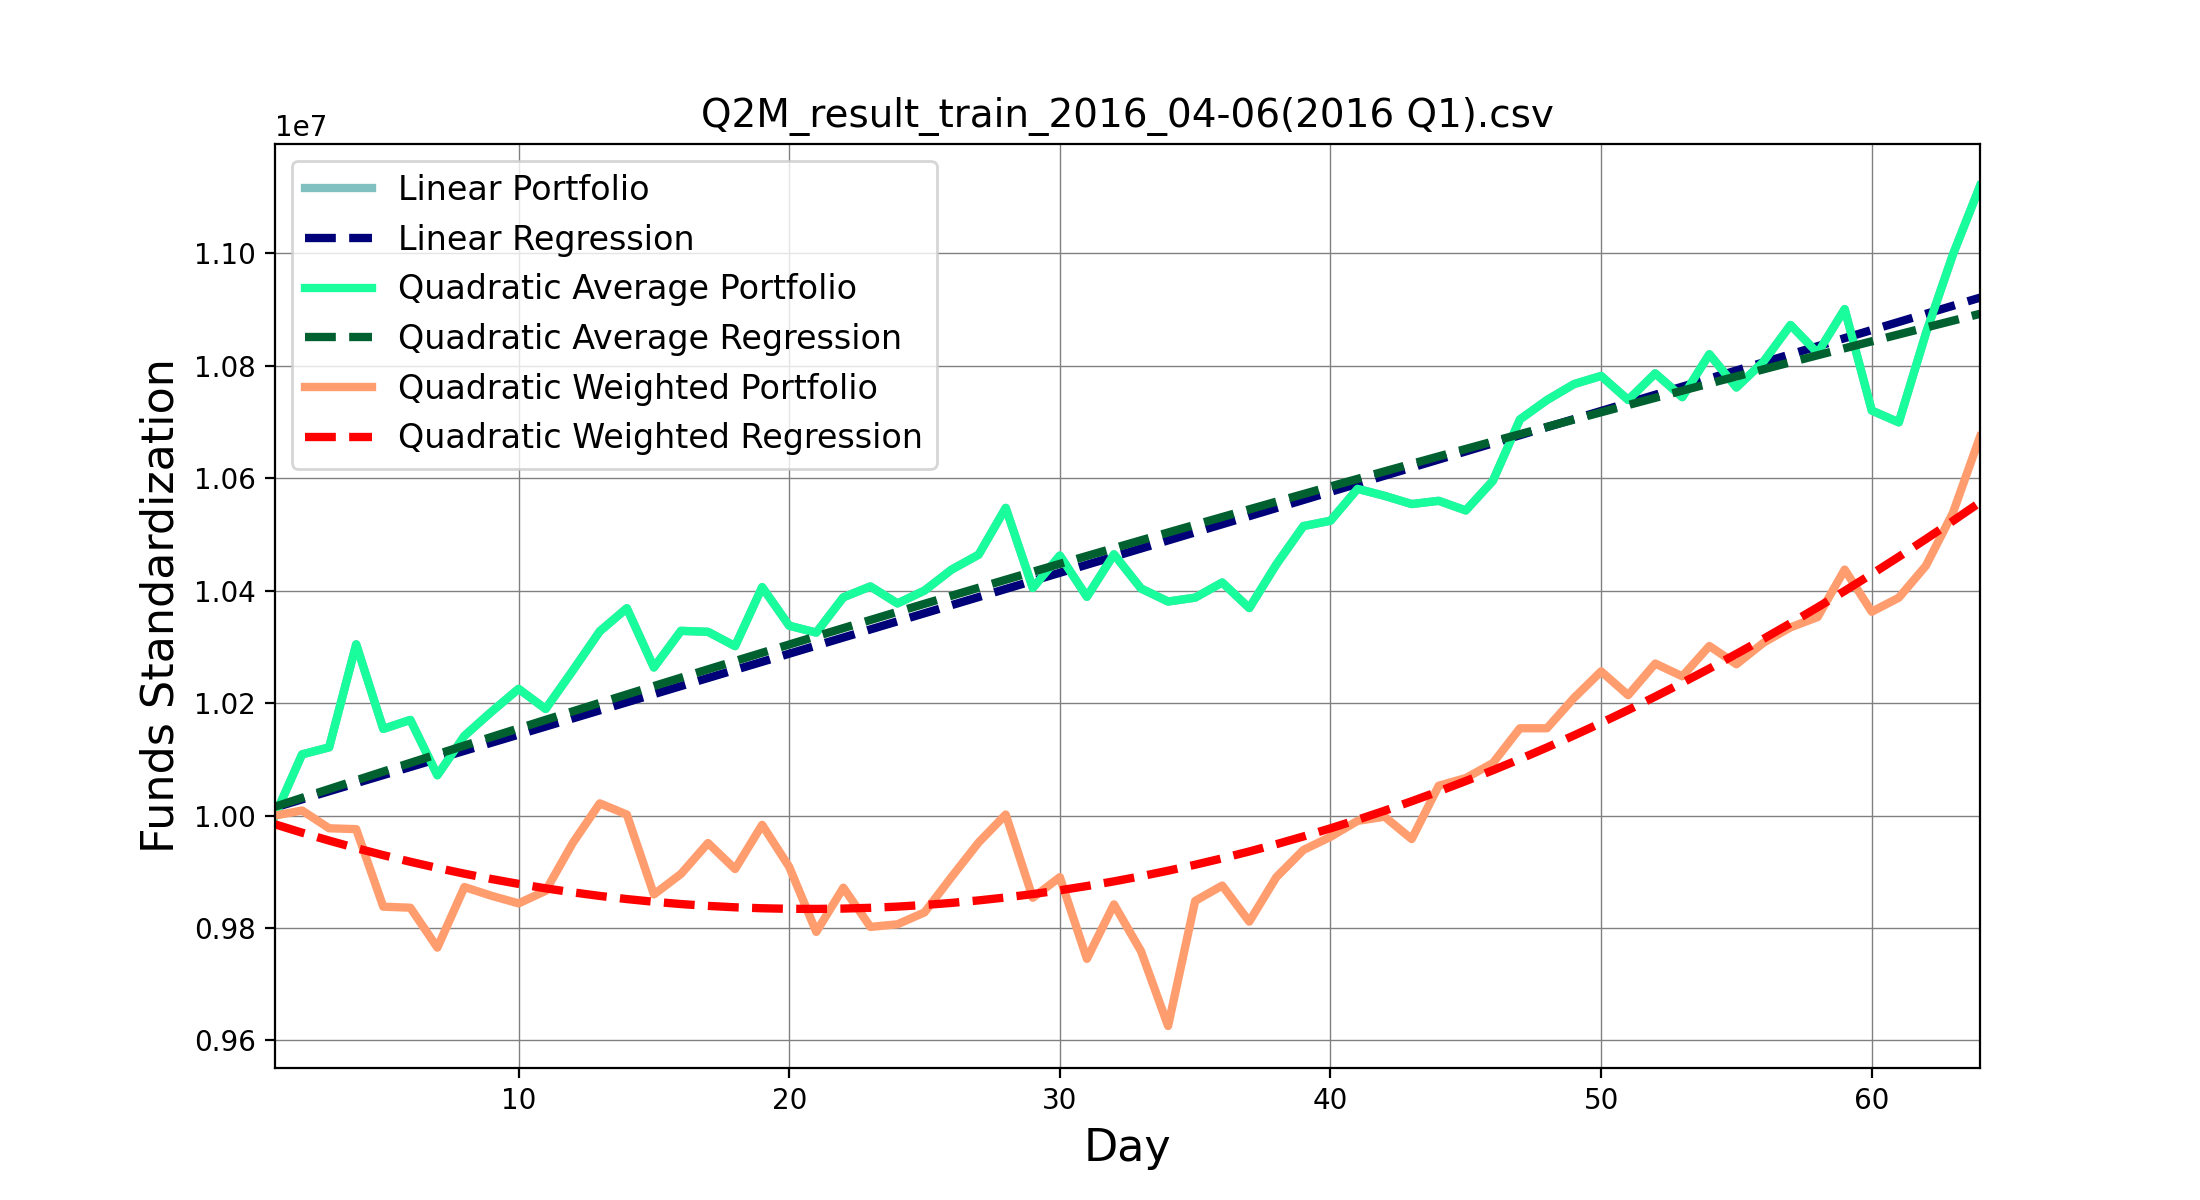 Q2M_result_train_2016_04-06(2016 Q1).csv
1e7
Linear Portfolio
Linear Regression
Quadratic Average Portfolio
Quadratic Average Regression
Quadratic Weighted Portfolio
Quadratic Weighted Regression
1.10
1.08
1.06
1.04
1.02
1.00
0.98
0.96
Funds Standardization
10 20 30 40 50 60
Day